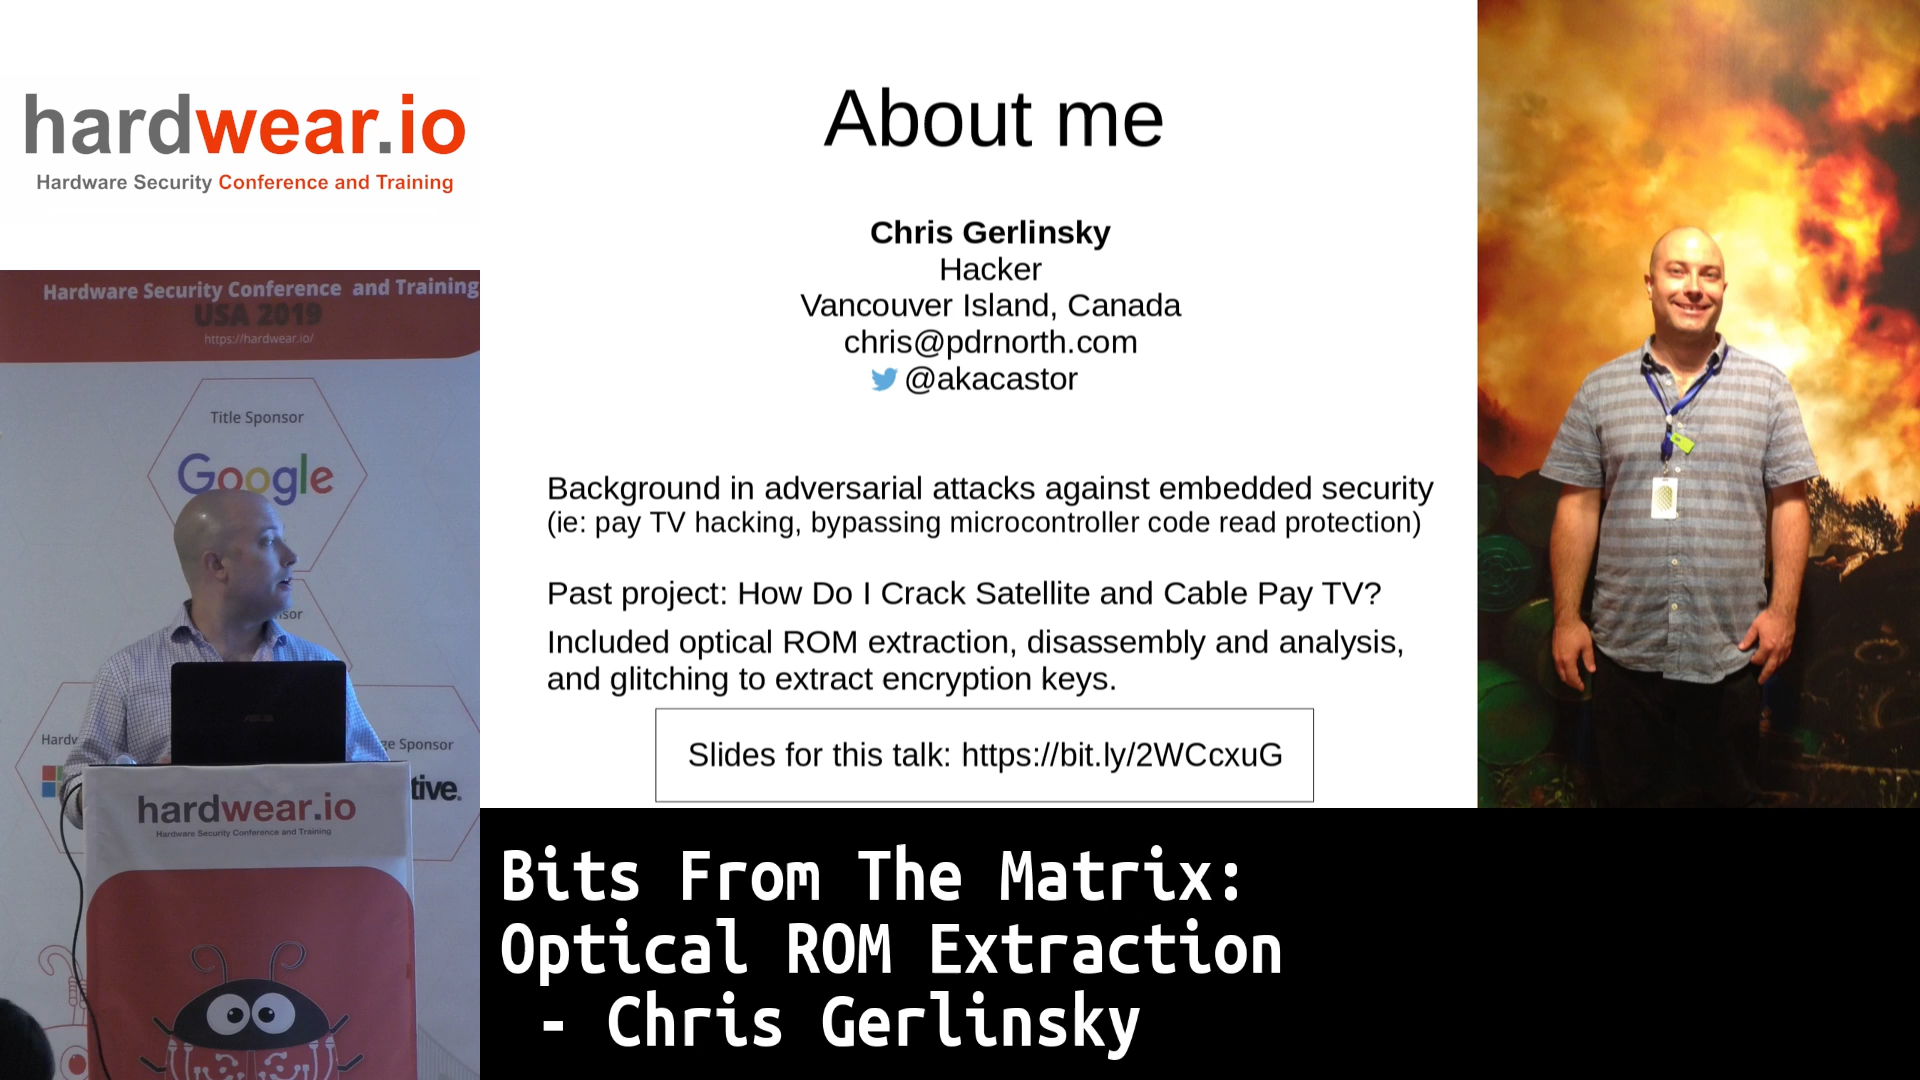 hardwear.io
Hardware Security Conference and Training
Hardware Security Conference and Training
USA 2019
https://hardwear.io/
Title Sponsor
Google
sor
Hardw
ge Sponsor
tive.
hardwear.io
Hardware Security Conference and Training
About me
Chris Gerlinsky
Hacker
Vancouver Island, Canada
chris@pdrnorth.com
@akacastor
Background in adversarial attacks against embedded security
(ie: pay TV hacking, bypassing microcontroller code read protection)
Past project: How Do I Crack Satellite and Cable Pay TV?
Included optical ROM extraction, disassembly and analysis,
and glitching to extract encryption keys.
Slides for this talk: https://bit.ly/2WCcxuG
Bits From The Matrix:
Optical ROM Extraction
- Chris Gerlinsky